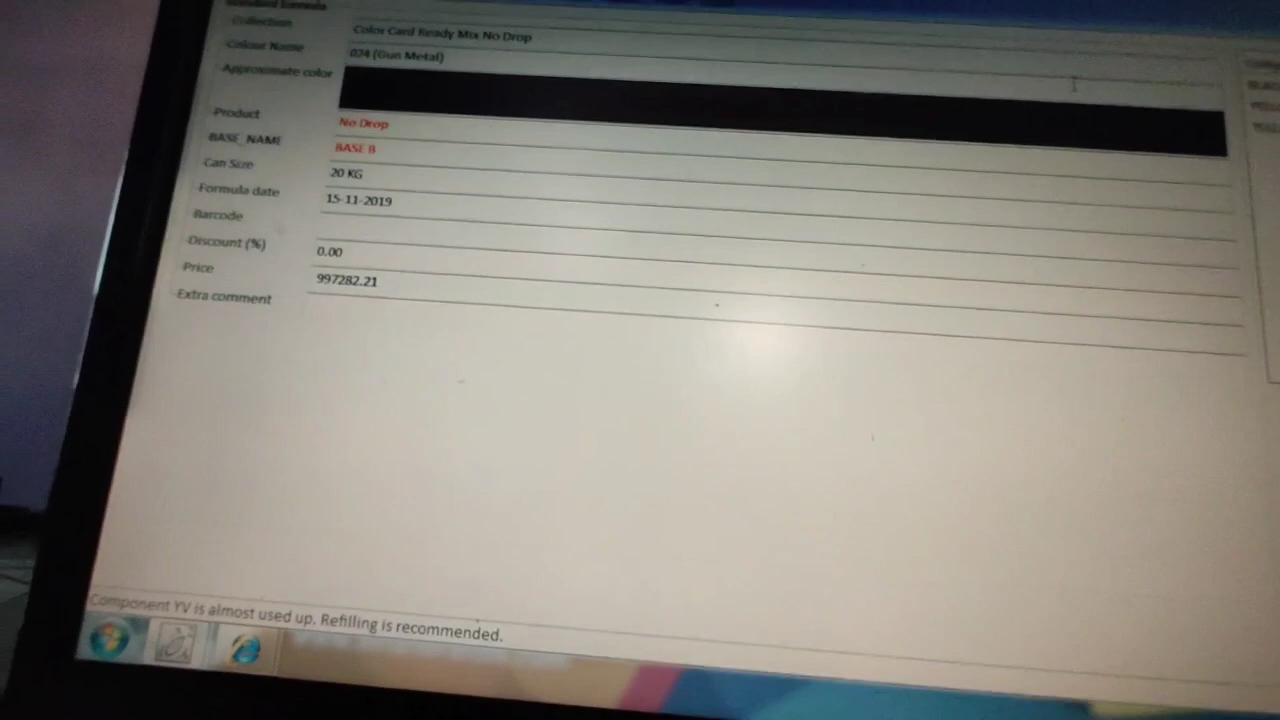 Standard formula
Collection
Color Card Ready Mix No Drop
Colour Name
024 (Gun Metal)
Approximate color
Product
No Drop
BASE_NAME
BASE B
Can Size
20 KG
Formula date
15-11-2019
Barcode
Discount (%)
0.00
Price
997282.21
Extra comment
Component YV is almost used up. Refilling is recommended.